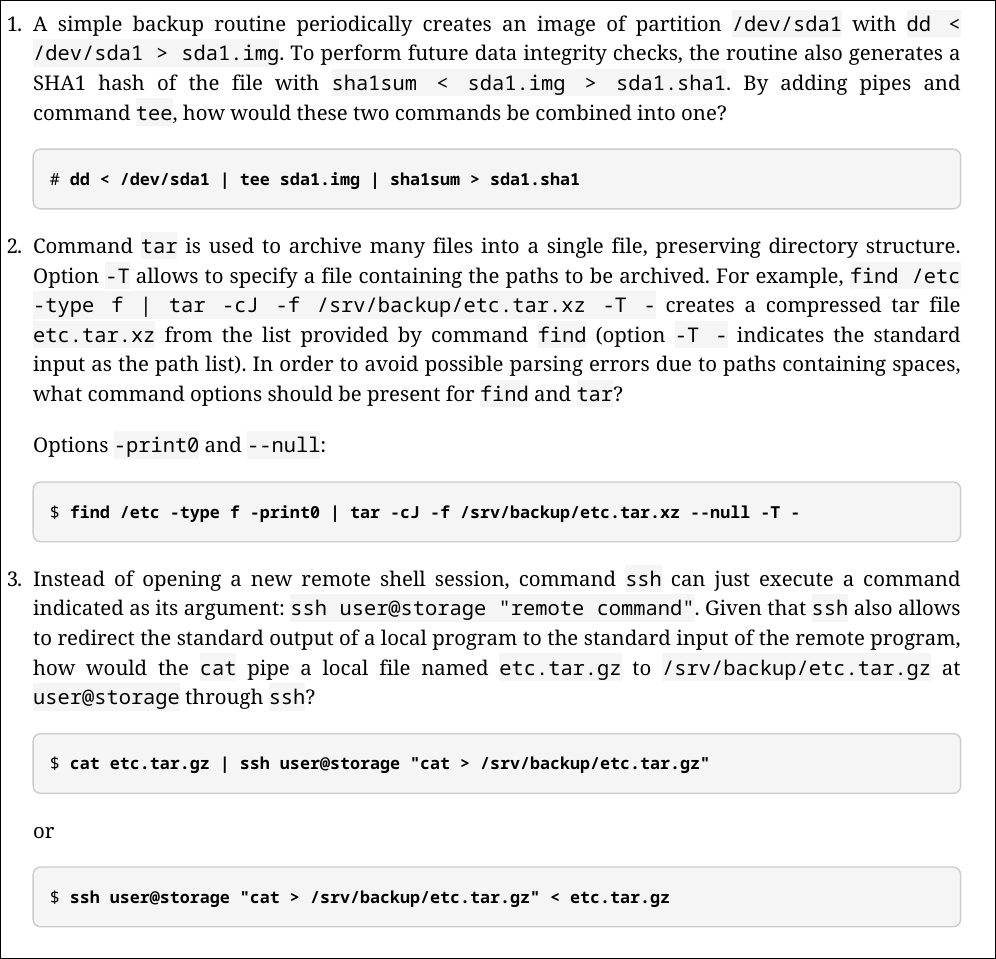 1. A simple backup routine periodically creates an image of partition /dev/sda1 with dd <
/dev/sda1 > sda1.img. To perform future data integrity checks, the routine also generates a
SHA1 hash of the file with sha1sum < sda1.img > sda1.sha1. By adding pipes and
command tee, how would these two commands be combined into one?
# dd < /dev/sda1 | tee sda1.img | sha1sum > sda1.sha1
2. Command tar is used to archive many files into a single file, preserving directory structure.
Option -T allows to specify a file containing the paths to be archived. For example, find /etc
-type f | tar -cJ -f /srv/backup/etc.tar.xz -T - creates a compressed tar file
etc.tar.xz from the list provided by command find (option -T - indicates the standard
input as the path list). In order to avoid possible parsing errors due to paths containing spaces,
what command options should be present for find and tar?
Options -print0 and --null:
$ find /etc -type f -print0 | tar -cJ -f /srv/backup/etc.tar.xz --null -T -
3. Instead of opening a new remote shell session, command ssh can just execute a command
indicated as its argument: ssh user@storage "remote command". Given that ssh also allows
to redirect the standard output of a local program to the standard input of the remote program,
how would the cat pipe a local file named etc.tar.gz to /srv/backup/etc.tar.gz at
user@storage through ssh?
$ cat etc.tar.gz | ssh user@storage "cat > /srv/backup/etc.tar.gz"
or
$ ssh user@storage "cat > /srv/backup/etc.tar.gz" < etc.tar.gz